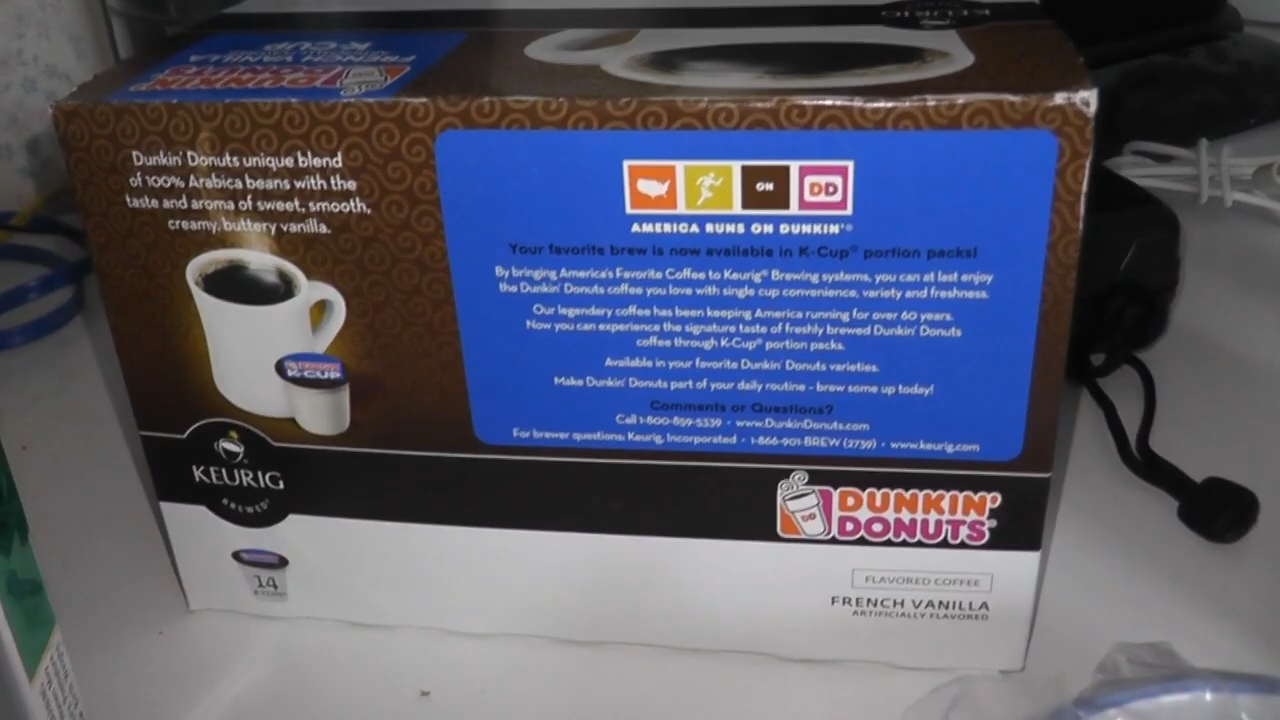 KEURIG
DUNKIN' DONUTS
FRENCH VANILLA
K-CUP
Dunkin' Donuts unique blend
of 100% Arabica beans with the
taste and aroma of sweet, smooth,
creamy, buttery vanilla.
K-CUP
KEURIG
BREWED®
14
ON
DD
AMERICA RUNS ON DUNKIN'®
Your favorite brew is now available in K-Cup® portion packs!
By bringing America's Favorite Coffee to Keurig® Brewing systems, you can at last enjoy
the Dunkin' Donuts coffee you love with single cup convenience, variety and freshness.
Our legendary coffee has been keeping America running for over 60 years.
Now you can experience the signature taste of freshly brewed Dunkin' Donuts
coffee through K-Cup® portion packs.
Available in your favorite Dunkin' Donuts varieties.
Make Dunkin' Donuts part of your daily routine - brew some up today!
Comments or Questions?
Call 1-800-859-5339 • www.DunkinDonuts.com
For brewer questions: Keurig, Incorporated • 1-866-901-BREW (2739) • www.keurig.com
DD
DUNKIN'
DONUTS®
FLAVORED COFFEE
FRENCH VANILLA
ARTIFICIALLY FLAVORED